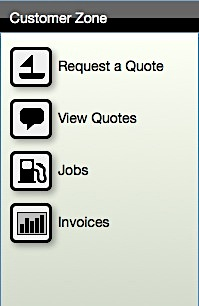 Customer Zone
Request a Quote
View Quotes
Jobs
Invoices